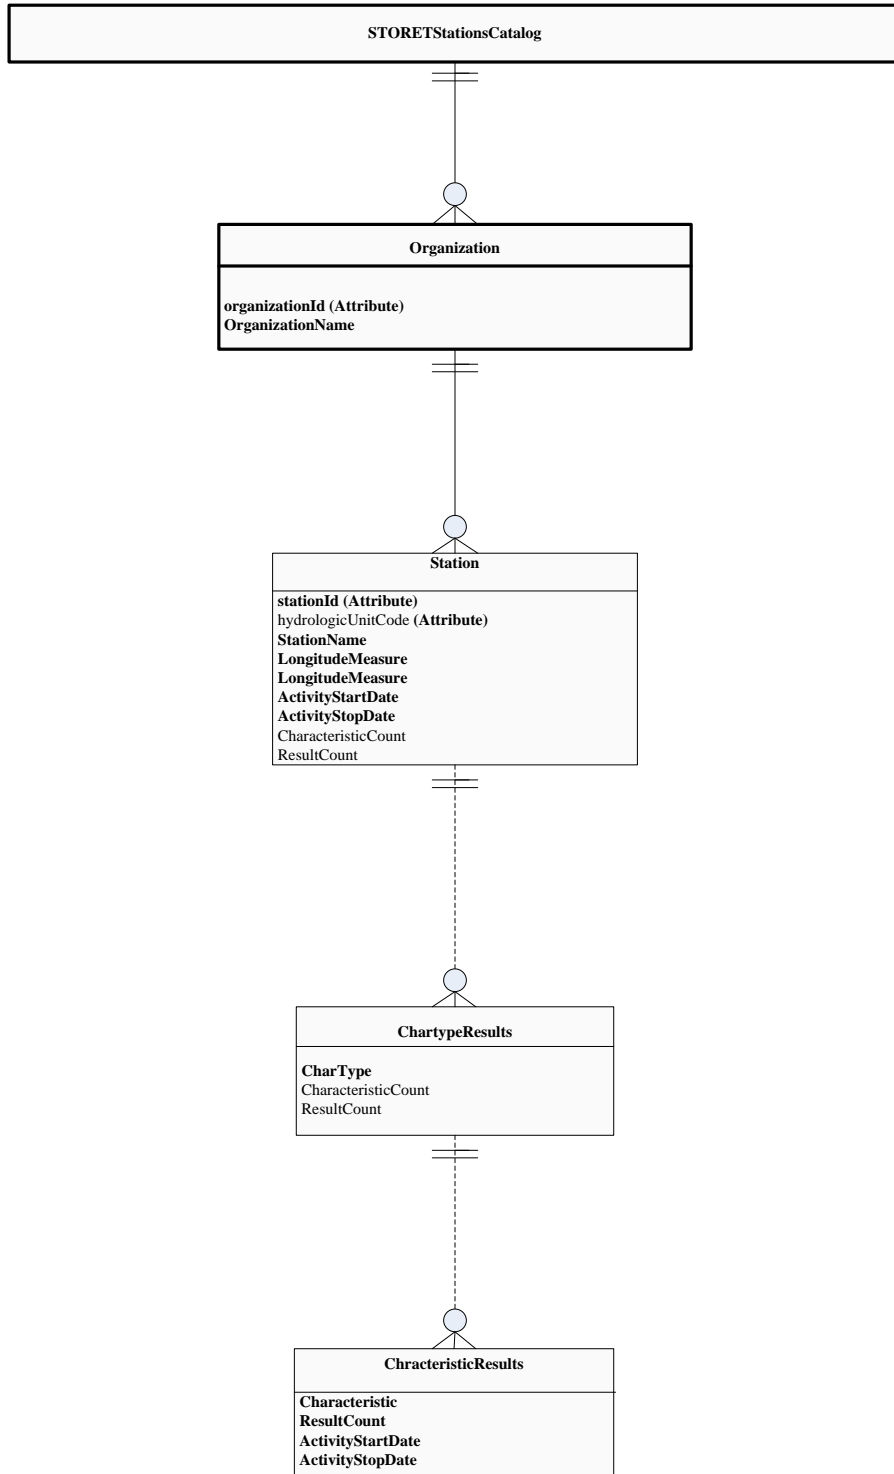 STORETStationsCatalog
Organization
organizationId (Attribute)
OrganizationName
Station
stationId (Attribute)
hydrologicUnitCode (Attribute)
StationName
LongitudeMeasure
LongitudeMeasure
ActivityStartDate
ActivityStopDate
CharacteristicCount
ResultCount
ChartypeResults
CharType
CharacteristicCount
ResultCount
ChracteristicResults
Characteristic
ResultCount
ActivityStartDate
ActivityStopDate